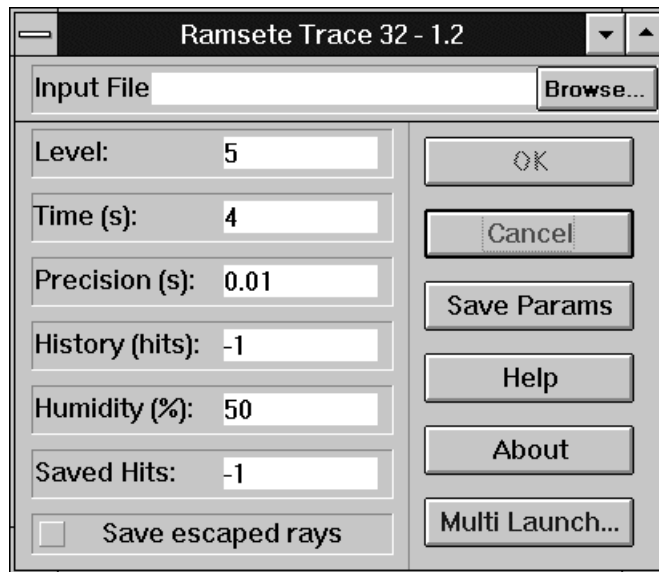 Ramsete Trace 32 - 1.2
Input File Browse...
Level: 5
OK
Time (s): 4
Cancel
Precision (s): 0.01
Save Params
History (hits): -1
Help
Humidity (%): 50
About
Saved Hits: -1
Multi Launch...
Save escaped rays